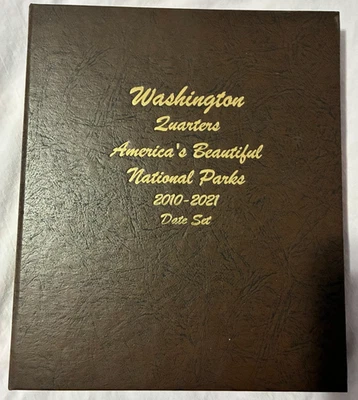 Washington
Quarters
America's Beautiful
National Parks
2010-2021
Date Set